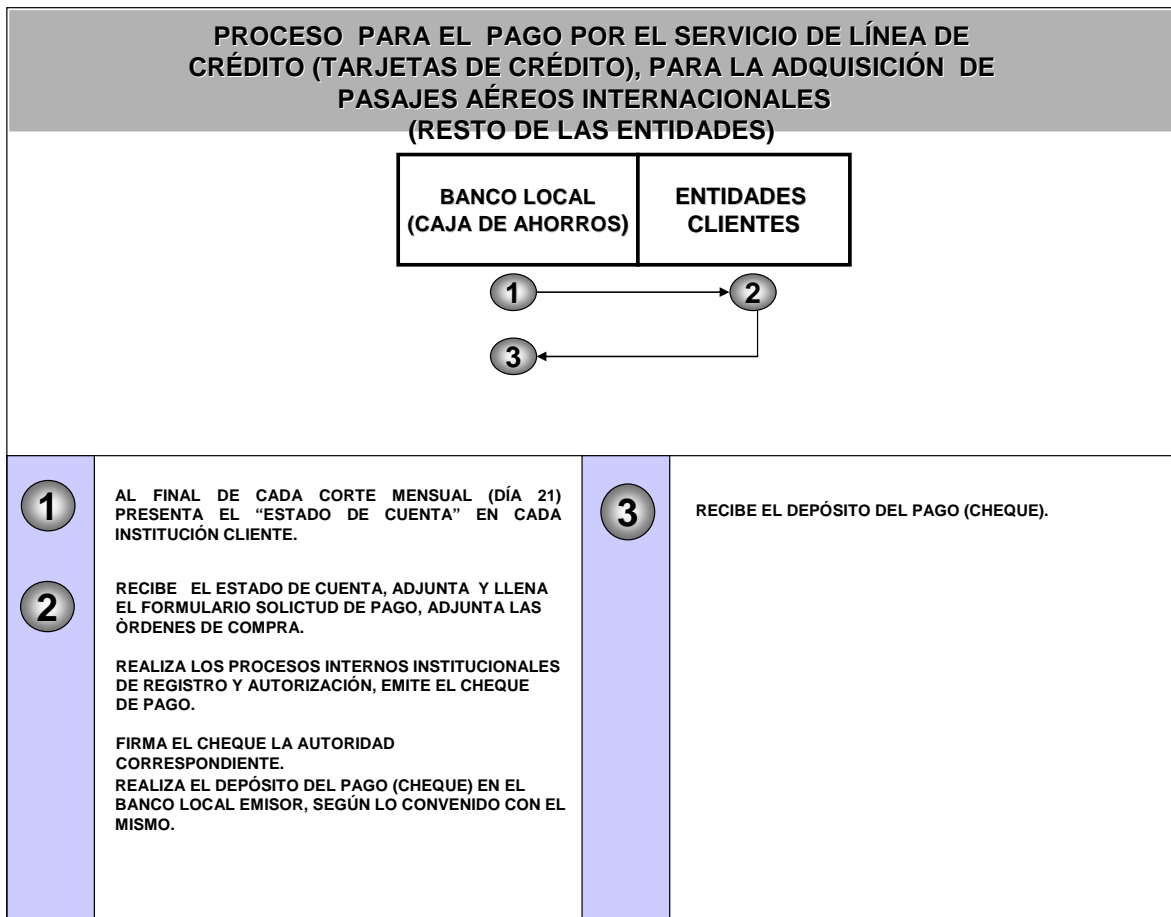 PROCESO PARA EL PAGO POR EL SERVICIO DE LÍNEA DE
CRÉDITO (TARJETAS DE CRÉDITO), PARA LA ADQUISICIÓN DE
PASAJES AÉREOS INTERNACIONALES
(RESTO DE LAS ENTIDADES)
BANCO LOCAL
(CAJA DE AHORROS)
ENTIDADES
CLIENTES
1
2
3
1
AL FINAL DE CADA CORTE MENSUAL (DÍA 21)
PRESENTA EL “ESTADO DE CUENTA” EN CADA
INSTITUCIÓN CLIENTE.
2
RECIBE EL ESTADO DE CUENTA, ADJUNTA Y LLENA
EL FORMULARIO SOLICTUD DE PAGO, ADJUNTA LAS
ÒRDENES DE COMPRA.
REALIZA LOS PROCESOS INTERNOS INSTITUCIONALES
DE REGISTRO Y AUTORIZACIÓN, EMITE EL CHEQUE
DE PAGO.
FIRMA EL CHEQUE LA AUTORIDAD
CORRESPONDIENTE.
REALIZA EL DEPÓSITO DEL PAGO (CHEQUE) EN EL
BANCO LOCAL EMISOR, SEGÚN LO CONVENIDO CON EL
MISMO.
3
RECIBE EL DEPÓSITO DEL PAGO (CHEQUE).